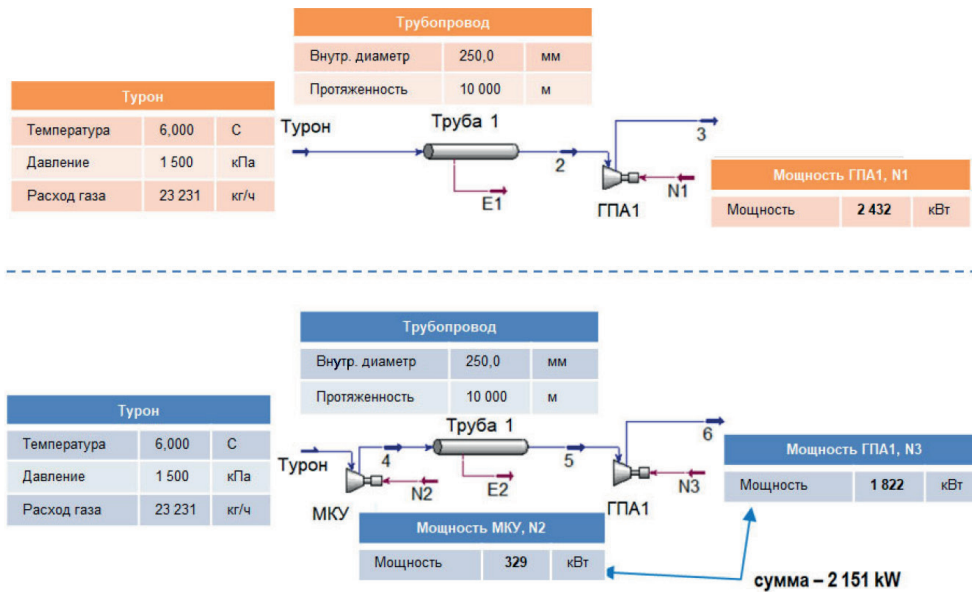 Трубопровод
Внутр. диаметр 250,0 мм
Протяженность 10 000 м
Турон
Температура 6,000 С
Давление 1 500 кПа
Расход газа 23 231 кг/ч
Турон
Труба 1
E1
2
ГПА1
N1
3
Мощность ГПА1, N1
Мощность 2 432 кВт
Трубопровод
Внутр. диаметр 250,0 мм
Протяженность 10 000 м
Турон
Температура 6,000 С
Давление 1 500 кПа
Расход газа 23 231 кг/ч
Турон
МКУ
N2
4
Труба 1
E2
5
ГПА1
N3
6
Мощность ГПА1, N3
Мощность 1 822 кВт
Мощность МКУ, N2
Мощность 329 кВт
сумма – 2 151 kW